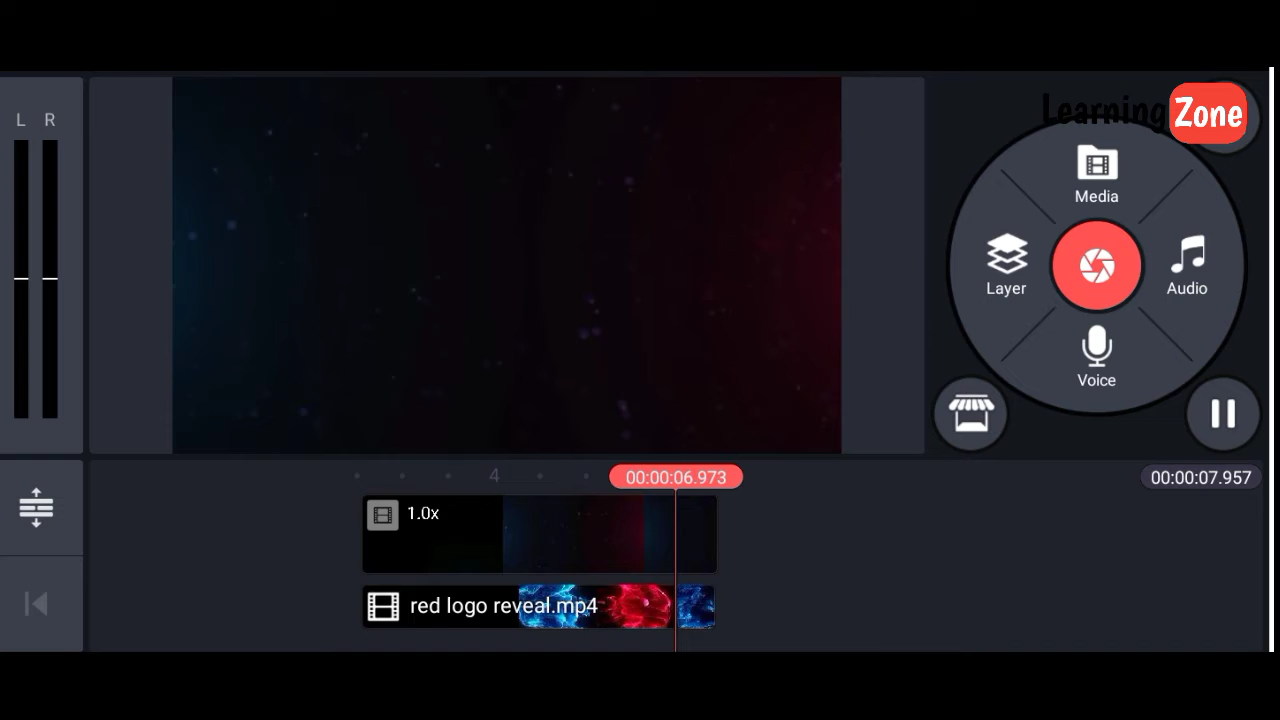 L R
Learning Zone
Media
Layer
Audio
Voice
4
00:00:06.973
00:00:07.957
1.0x
red logo reveal.mp4